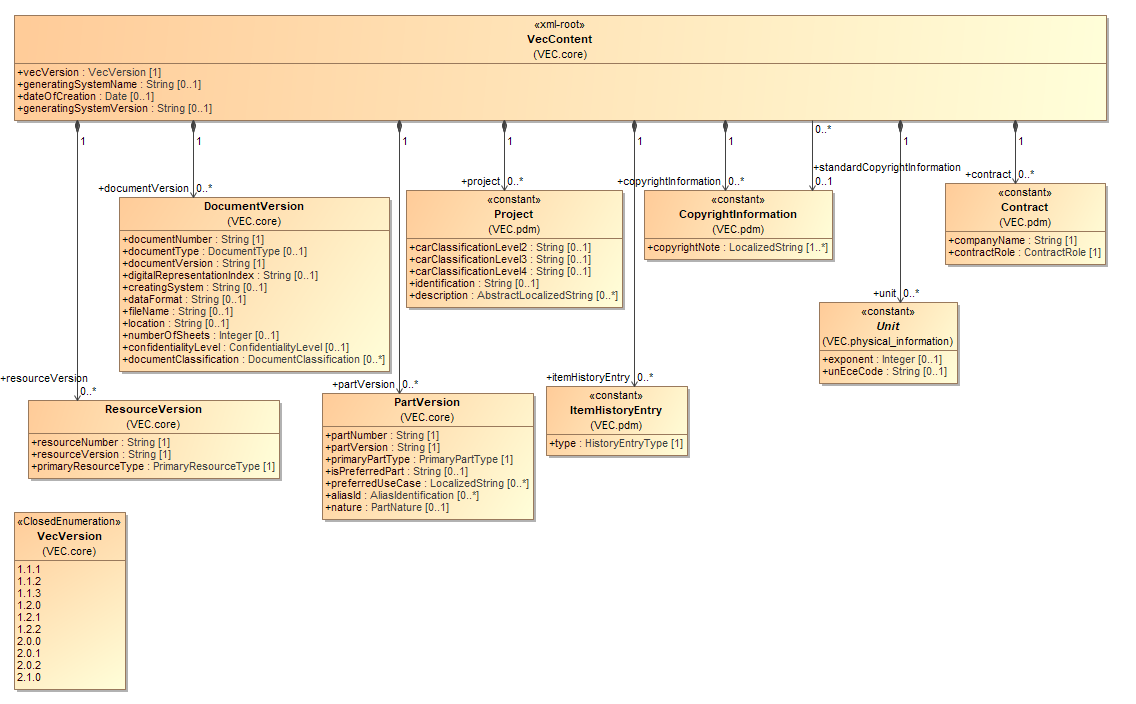 «xml-root»
VecContent
(VEC.core)
+vecVersion : VecVersion [1]
+generatingSystemName : String [0..1]
+dateOfCreation : Date [0..1]
+generatingSystemVersion : String [0..1]
1
1
1
1
1
1
0..*
1
1
+documentVersion 0..*
+project 0..*
+copyrightInformation 0..*
+standardCopyrightInformation
0..1
+contract 0..*
DocumentVersion
(VEC.core)
+documentNumber : String [1]
+documentType : DocumentType [0..1]
+documentVersion : String [1]
+digitalRepresentationIndex : String [0..1]
+creatingSystem : String [0..1]
+dataFormat : String [0..1]
+fileName : String [0..1]
+location : String [0..1]
+numberOfSheets : Integer [0..1]
+confidentialityLevel : ConfidentialityLevel [0..1]
+documentClassification : DocumentClassification [0..*]
«constant»
Project
(VEC.pdm)
+carClassificationLevel2 : String [0..1]
+carClassificationLevel3 : String [0..1]
+carClassificationLevel4 : String [0..1]
+identification : String [0..1]
+description : AbstractLocalizedString [0..*]
«constant»
CopyrightInformation
(VEC.pdm)
+copyrightNote : LocalizedString [1..*]
«constant»
Contract
(VEC.pdm)
+companyName : String [1]
+contractRole : ContractRole [1]
+unit 0..*
«constant»
Unit
(VEC.physical_information)
+exponent : Integer [0..1]
+unEceCode : String [0..1]
+resourceVersion
0..*
+partVersion 0..*
+itemHistoryEntry 0..*
ResourceVersion
(VEC.core)
+resourceNumber : String [1]
+resourceVersion : String [1]
+primaryResourceType : PrimaryResourceType [1]
PartVersion
(VEC.core)
+partNumber : String [1]
+partVersion : String [1]
+primaryPartType : PrimaryPartType [1]
+isPreferredPart : String [0..1]
+preferredUseCase : LocalizedString [0..*]
+aliasId : AliasIdentification [0..*]
+nature : PartNature [0..1]
«constant»
ItemHistoryEntry
(VEC.pdm)
+type : HistoryEntryType [1]
«ClosedEnumeration»
VecVersion
(VEC.core)
1.1.1
1.1.2
1.1.3
1.2.0
1.2.1
1.2.2
2.0.0
2.0.1
2.0.2
2.1.0